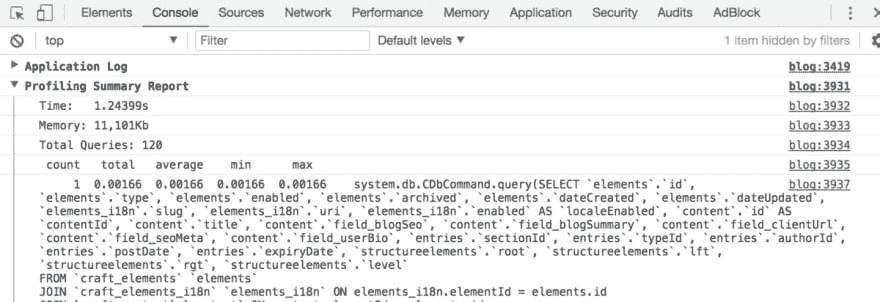 Elements Console Sources Network Performance Memory Application Security Audits AdBlock
top Filter Default levels 1 item hidden by filters
Application Log blog:3419
Profiling Summary Report blog:3931
Time: 1.24399s blog:3932
Memory: 11,101Kb blog:3933
Total Queries: 120 blog:3934
count total average min max blog:3935
1 0.00166 0.00166 0.00166 0.00166 system.db.CDbCommand.query(SELECT `elements`.`id`, blog:3937
`elements`.`type`, `elements`.`enabled`, `elements`.`archived`, `elements`.`dateCreated`, `elements`.`dateUpdated`,
`elements_i18n`.`slug`, `elements_i18n`.`uri`, `elements_i18n`.`enabled` AS `localeEnabled`, `content`.`id` AS
`contentId`, `content`.`title`, `content`.`field_blogSeo`, `content`.`field_blogSummary`, `content`.`field_clientUrl`,
`content`.`field_seoMeta`, `content`.`field_userBio`, `entries`.`sectionId`, `entries`.`typeId`, `entries`.`authorId`,
`entries`.`postDate`, `entries`.`expiryDate`, `structureelements`.`root`, `structureelements`.`lft`,
`structureelements`.`rgt`, `structureelements`.`level`
FROM `craft_elements` `elements`
JOIN `craft_elements_i18n` `elements_i18n` ON elements_i18n.elementId = elements.id